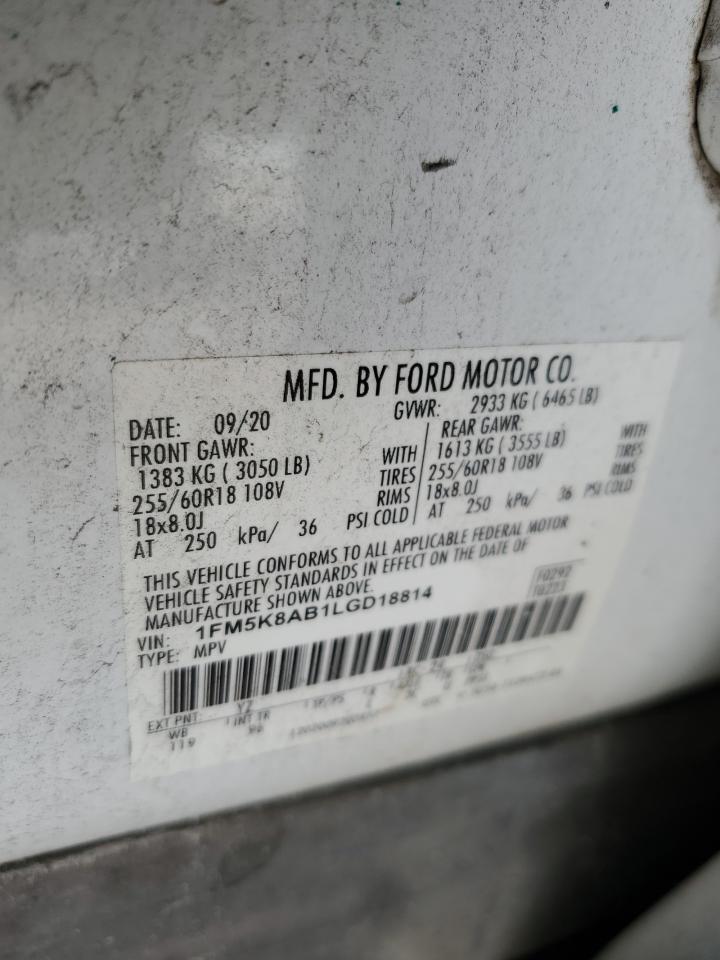 MFD. BY FORD MOTOR CO.
DATE: 09/20 GVWR: 2933 KG ( 6465 LB)
FRONT GAWR: REAR GAWR:
1383 KG ( 3050 LB) WITH 1613 KG ( 3555 LB) WITH
255/60R18 108V TIRES 255/60R18 108V TIRES
18x8.0J RIMS 18x8.0J RIMS
AT 250 kPa/ 36 PSI COLD AT 250 kPa/ 36 PSI COLD
THIS VEHICLE CONFORMS TO ALL APPLICABLE FEDERAL MOTOR
VEHICLE SAFETY STANDARDS IN EFFECT ON THE DATE OF
MANUFACTURE SHOWN ABOVE.
F0292
VIN: 1FM5K8AB1LGD18814
TYPE: MPV
EXT PNT: YZ
WB INT TR
119 96